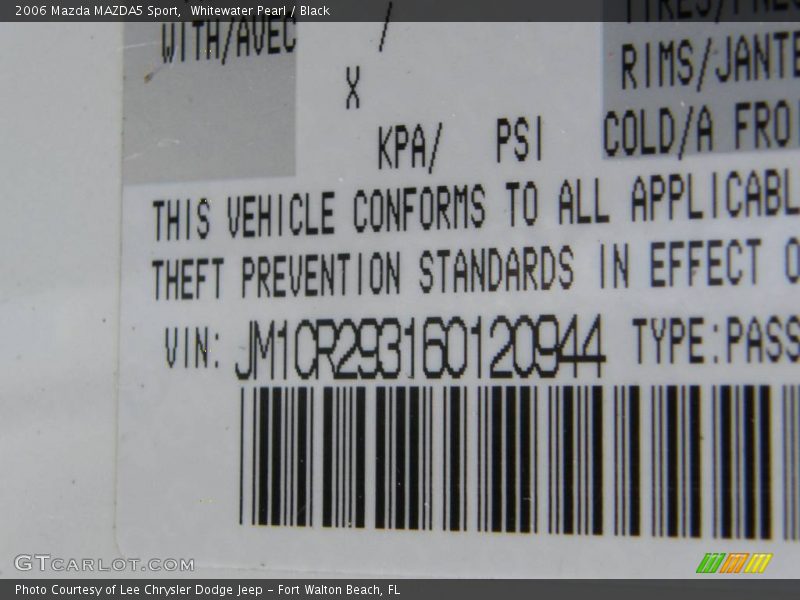 2006 Mazda MAZDA5 Sport,  Whitewater Pearl / Black
WITH/AVEC /
RIMS/JANTE
X
KPA/ PSI COLD/A FRO
THIS VEHICLE CONFORMS TO ALL APPLICABL
THEFT PREVENTION STANDARDS IN EFFECT O
VIN: JM1CR293160120944 TYPE:PASS
GTCARLOT.COM
Photo Courtesy of Lee Chrysler Dodge Jeep – Fort Walton Beach, FL